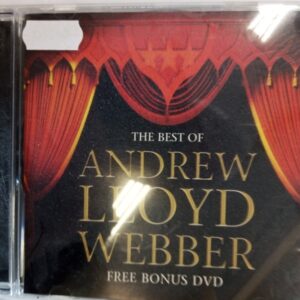 THE BEST OF
ANDREW
LLOYD
WEBBER
FREE BONUS DVD